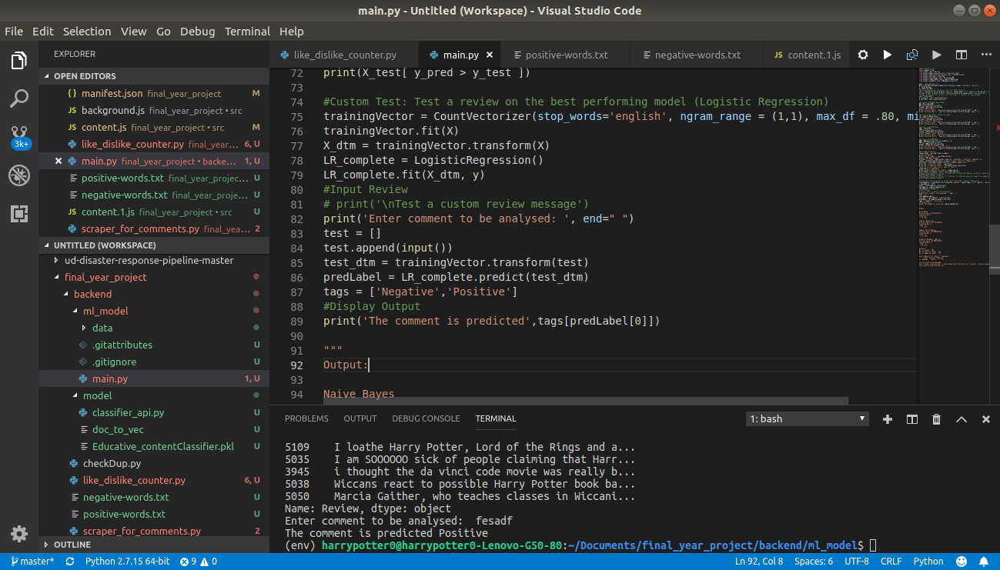 main.py - Untitled (Workspace) - Visual Studio Code
File Edit Selection View Go Debug Terminal Help
EXPLORER
OPEN EDITORS
{ } manifest.json final_year_project M
JS background.js final_year_project • src
JS content.js final_year_project • src M
like_dislike_counter.py final_year... 6, U
3k+
main.py final_year_project • backe... 1, U
positive-words.txt final_year_projec... U
negative-words.txt final_year_proje... U
JS content.1.js final_year_project • src U
scraper_for_comments.py final_yea... 2
UNTITLED (WORKSPACE)
ud-disaster-response-pipeline-master
final_year_project
backend
ml_model
data
.gitattributes U
.gitignore U
main.py 1, U
model
classifier_api.py U
doc_to_vec U
Educative_contentClassifier.pkl U
checkDup.py
like_dislike_counter.py 6, U
negative-words.txt U
positive-words.txt U
scraper_for_comments.py 2
OUTLINE
like_dislike_counter.py main.py positive-words.txt negative-words.txt JS content.1.js
72 print(X_test[ y_pred > y_test ])
73
74 #Custom Test: Test a review on the best performing model (Logistic Regression)
75 trainingVector = CountVectorizer(stop_words='english', ngram_range = (1,1), max_df = .80, mi
76 trainingVector.fit(X)
77 X_dtm = trainingVector.transform(X)
78 LR_complete = LogisticRegression()
79 LR_complete.fit(X_dtm, y)
80 #Input Review
81 # print('\nTest a custom review message')
82 print('Enter comment to be analysed: ', end=" ")
83 test = []
84 test.append(input())
85 test_dtm = trainingVector.transform(test)
86 predLabel = LR_complete.predict(test_dtm)
87 tags = ['Negative','Positive']
88 #Display Output
89 print('The comment is predicted',tags[predLabel[0]])
90
91 """
92 Output:
93
94 Naive Bayes
PROBLEMS OUTPUT DEBUG CONSOLE TERMINAL 1: bash
5109 I loathe Harry Potter, Lord of the Rings and a...
5035 I am SOOOOOO sick of people claiming that Harr...
3945 i thought the da vinci code movie was really b...
5038 Wiccans react to possible Harry Potter book ba...
5050 Marcia Gaither, who teaches classes in Wiccani...
Name: Review, dtype: object
Enter comment to be analysed:  fesadf
The comment is predicted Positive
(env) harrypotter0@harrypotter0-Lenovo-G50-80:~/Documents/final_year_project/backend/ml_model$
master* Python 2.7.15 64-bit 9 0 Ln 92, Col 8 Spaces: 6 UTF-8 CRLF Python